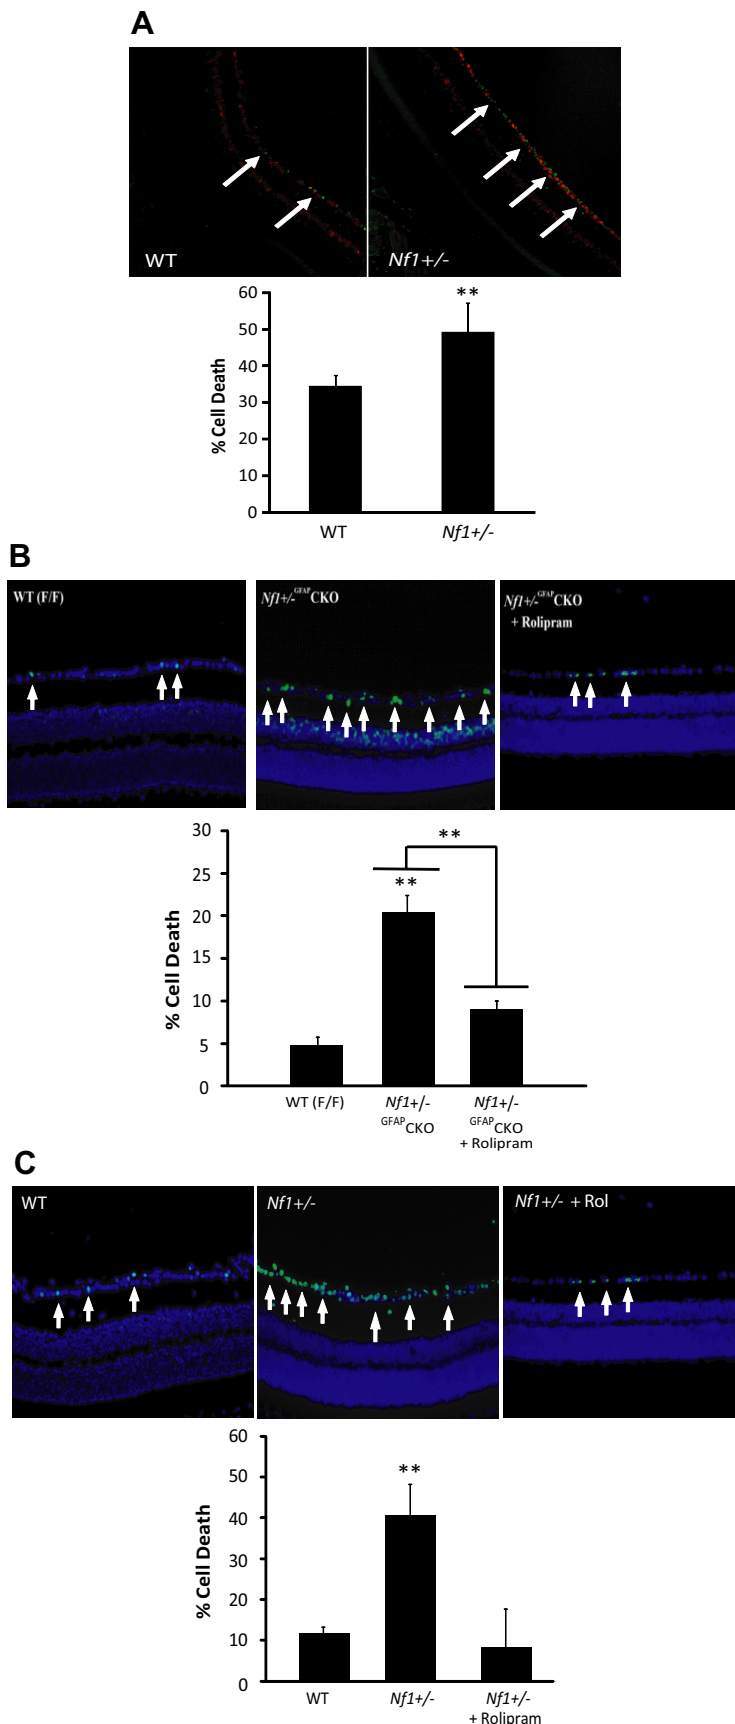 A
WT
Nf1+/-
60
50
40
30
20
10
0
% Cell Death
**
WT
Nf1+/-
B
WT (F/F)
Nf1+/-GFAPCKO
Nf1+/-GFAPCKO
+ Rolipram
30
25
20
15
10
5
0
% Cell Death
**
**
WT (F/F)
Nf1+/-
GFAPCKO
Nf1+/-
GFAPCKO
+ Rolipram
C
WT
Nf1+/-
Nf1+/- + Rol
60
50
40
30
20
10
0
% Cell Death
**
WT
Nf1+/-
Nf1+/-
+ Rolipram